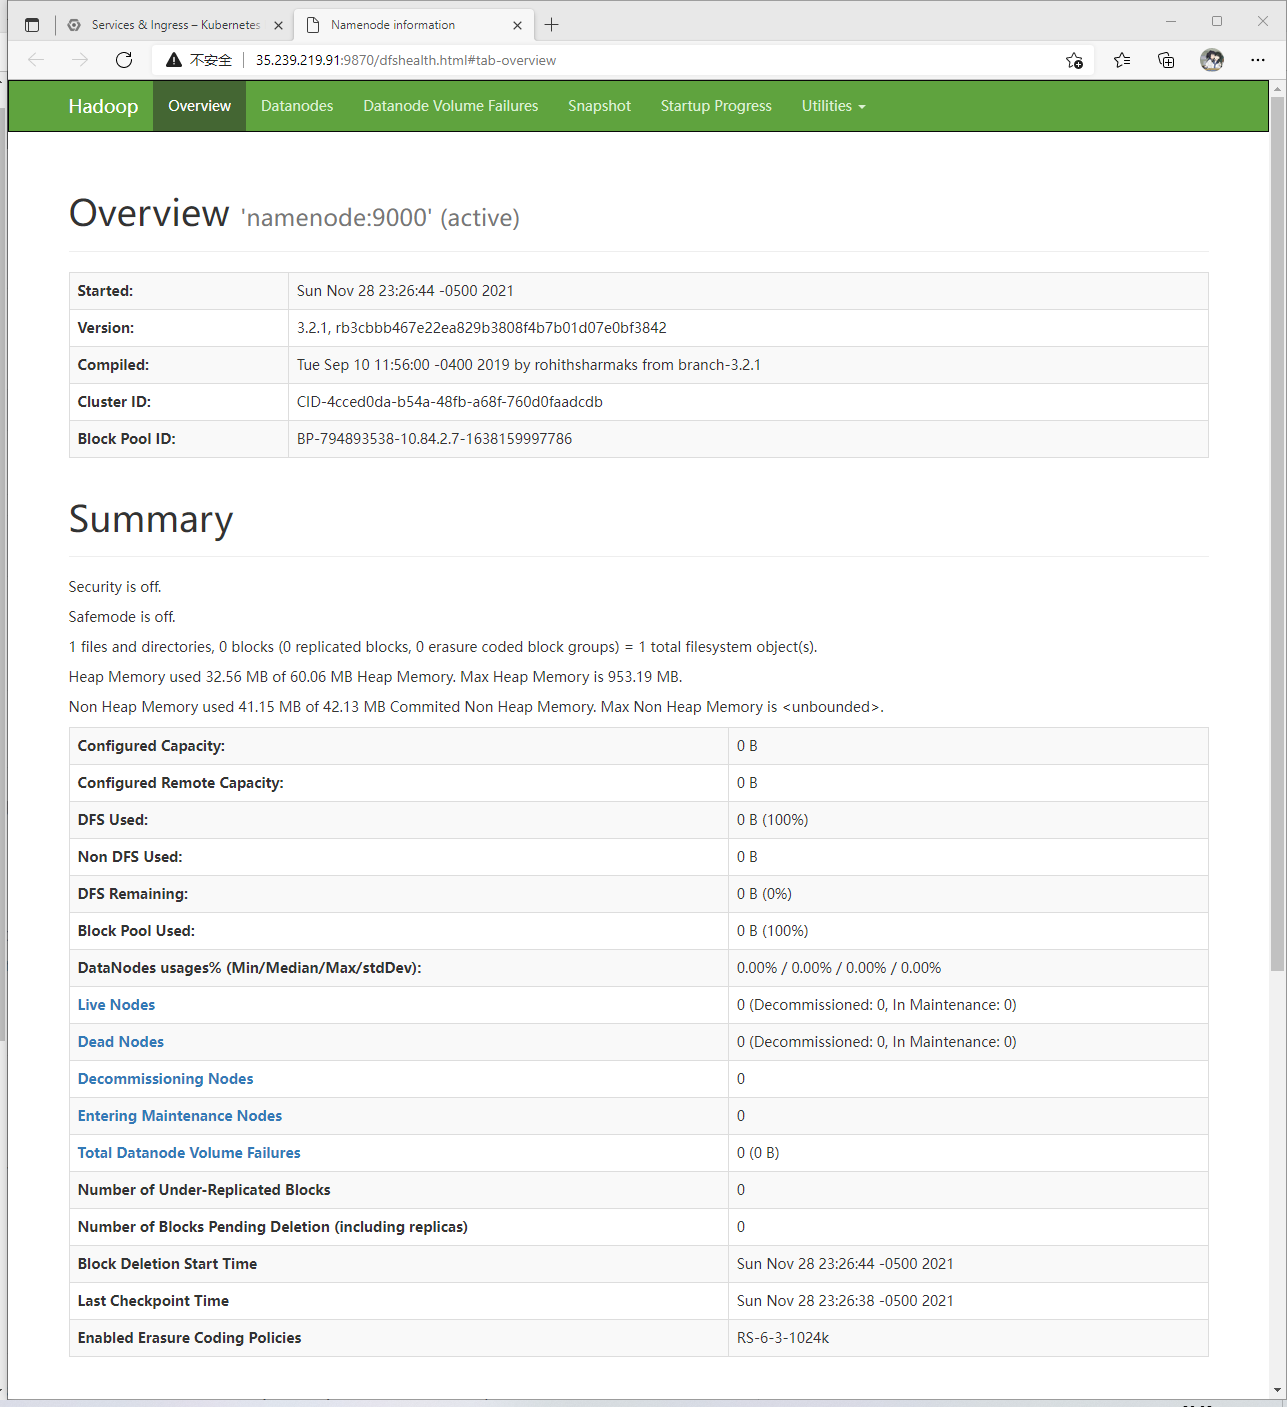 Services & Ingress – Kubernetes
Namenode information
不安全
35.239.219.91:9870/dfshealth.html#tab-overview
Hadoop Overview Datanodes Datanode Volume Failures Snapshot Startup Progress Utilities
Overview 'namenode:9000' (active)
Started: Sun Nov 28 23:26:44 -0500 2021
Version: 3.2.1, rb3cbbb467e22ea829b3808f4b7b01d07e0bf3842
Compiled: Tue Sep 10 11:56:00 -0400 2019 by rohithsharmaks from branch-3.2.1
Cluster ID: CID-4cced0da-b54a-48fb-a68f-760d0faadcdb
Block Pool ID: BP-794893538-10.84.2.7-1638159997786
Summary
Security is off.
Safemode is off.
1 files and directories, 0 blocks (0 replicated blocks, 0 erasure coded block groups) = 1 total filesystem object(s).
Heap Memory used 32.56 MB of 60.06 MB Heap Memory. Max Heap Memory is 953.19 MB.
Non Heap Memory used 41.15 MB of 42.13 MB Commited Non Heap Memory. Max Non Heap Memory is <unbounded>.
Configured Capacity: 0 B
Configured Remote Capacity: 0 B
DFS Used: 0 B (100%)
Non DFS Used: 0 B
DFS Remaining: 0 B (0%)
Block Pool Used: 0 B (100%)
DataNodes usages% (Min/Median/Max/stdDev): 0.00% / 0.00% / 0.00% / 0.00%
Live Nodes 0 (Decommissioned: 0, In Maintenance: 0)
Dead Nodes 0 (Decommissioned: 0, In Maintenance: 0)
Decommissioning Nodes 0
Entering Maintenance Nodes 0
Total Datanode Volume Failures 0 (0 B)
Number of Under-Replicated Blocks 0
Number of Blocks Pending Deletion (including replicas) 0
Block Deletion Start Time Sun Nov 28 23:26:44 -0500 2021
Last Checkpoint Time Sun Nov 28 23:26:38 -0500 2021
Enabled Erasure Coding Policies RS-6-3-1024k